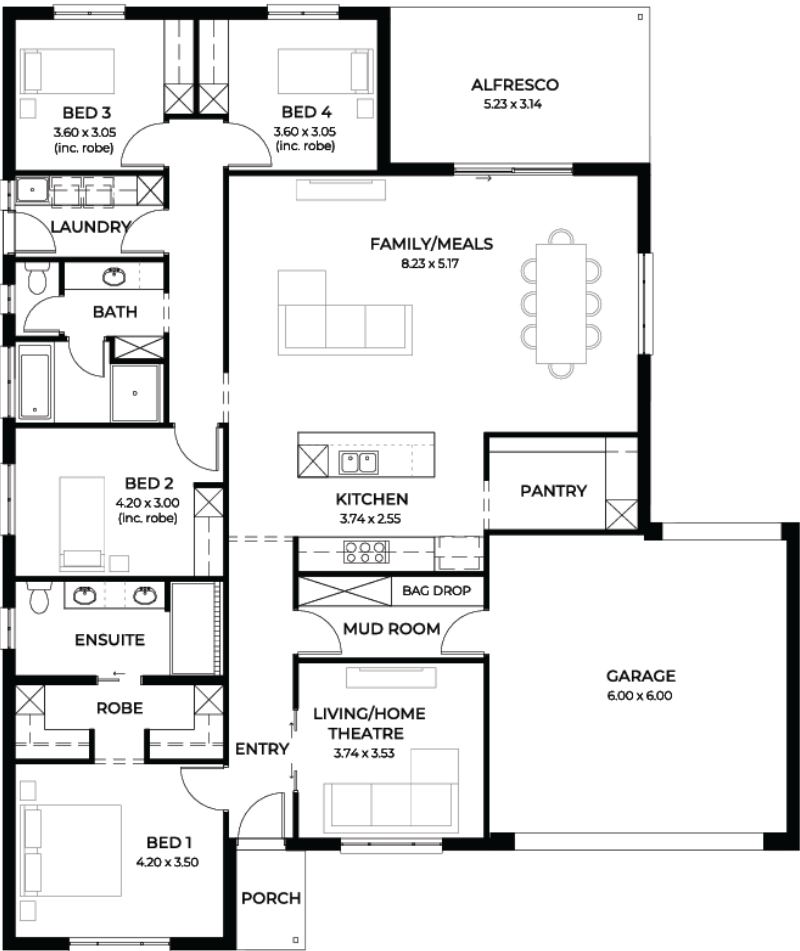 BED 3
3.60 x 3.05
(inc. robe)
BED 4
3.60 x 3.05
(inc. robe)
ALFRESCO
5.23 x 3.14
LAUNDRY
FAMILY/MEALS
8.23 x 5.17
BATH
BED 2
4.20 x 3.00
(inc. robe)
KITCHEN
3.74 x 2.55
PANTRY
ENSUITE
BAG DROP
MUD ROOM
GARAGE
6.00 x 6.00
ROBE
LIVING/HOME
THEATRE
3.74 x 3.53
ENTRY
BED 1
4.20 x 3.50
PORCH